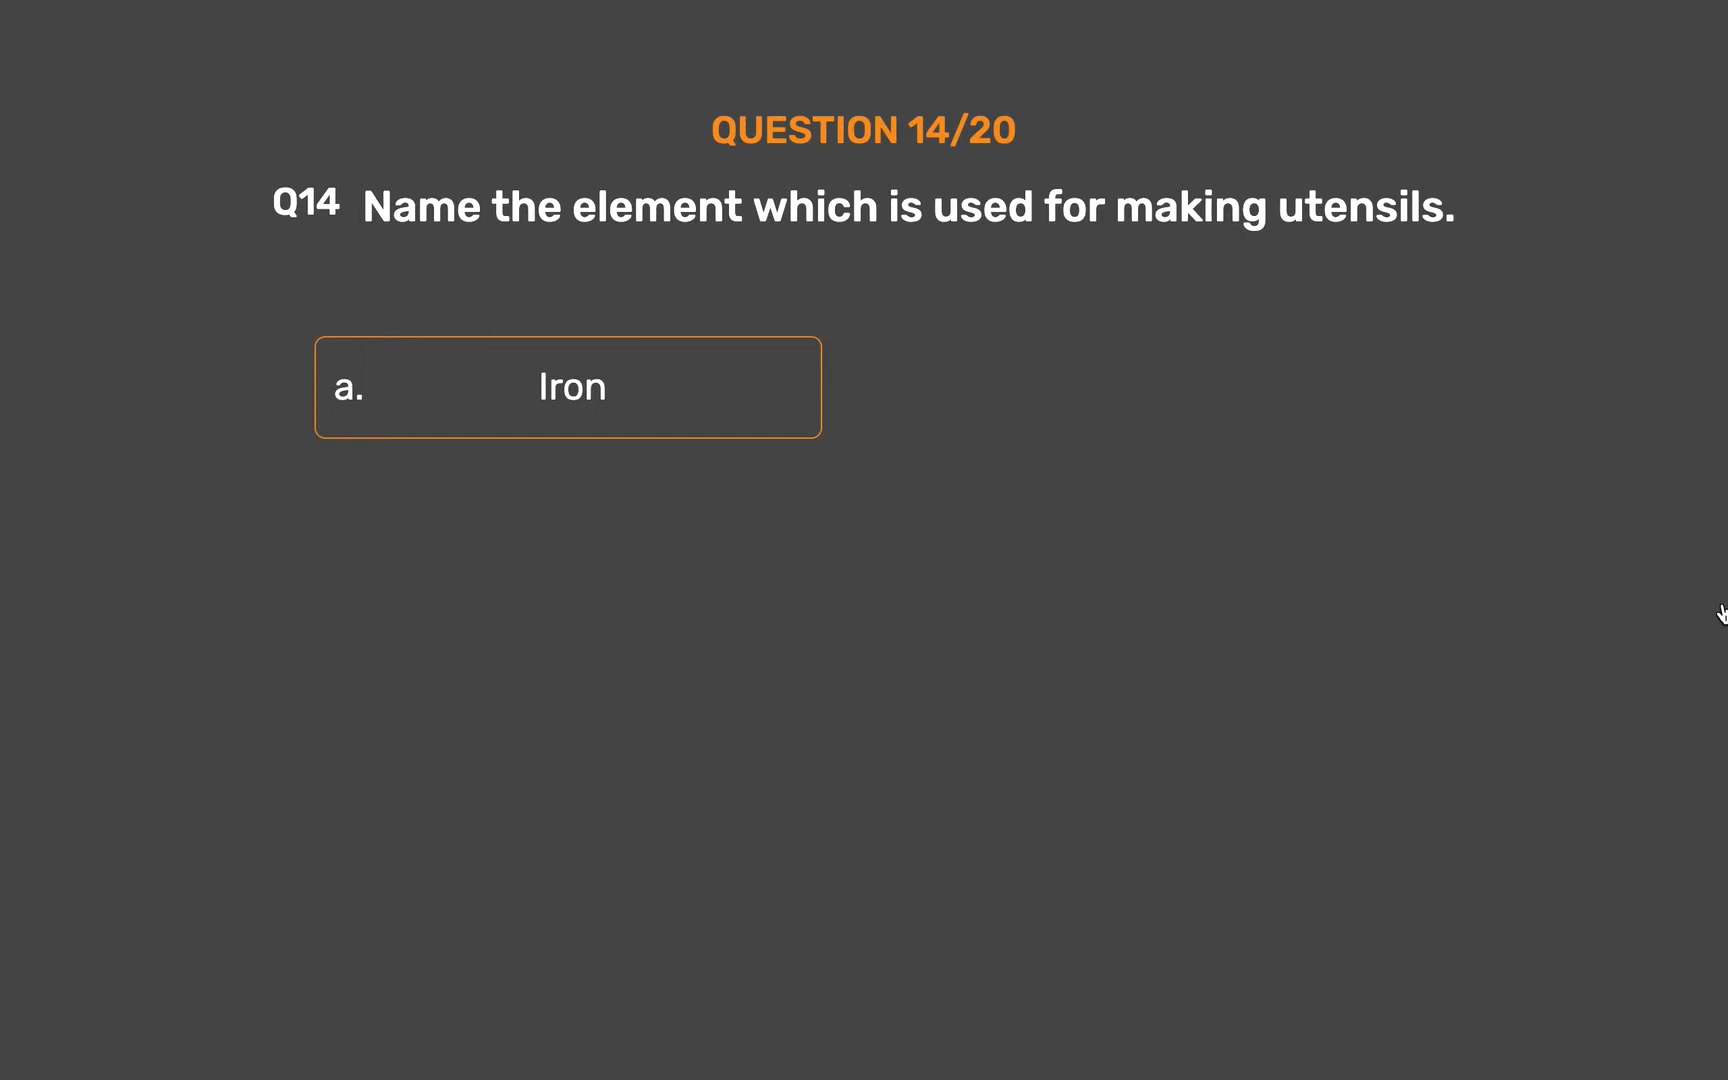 QUESTION 14/20
Q14 Name the element which is used for making utensils.
a. Iron